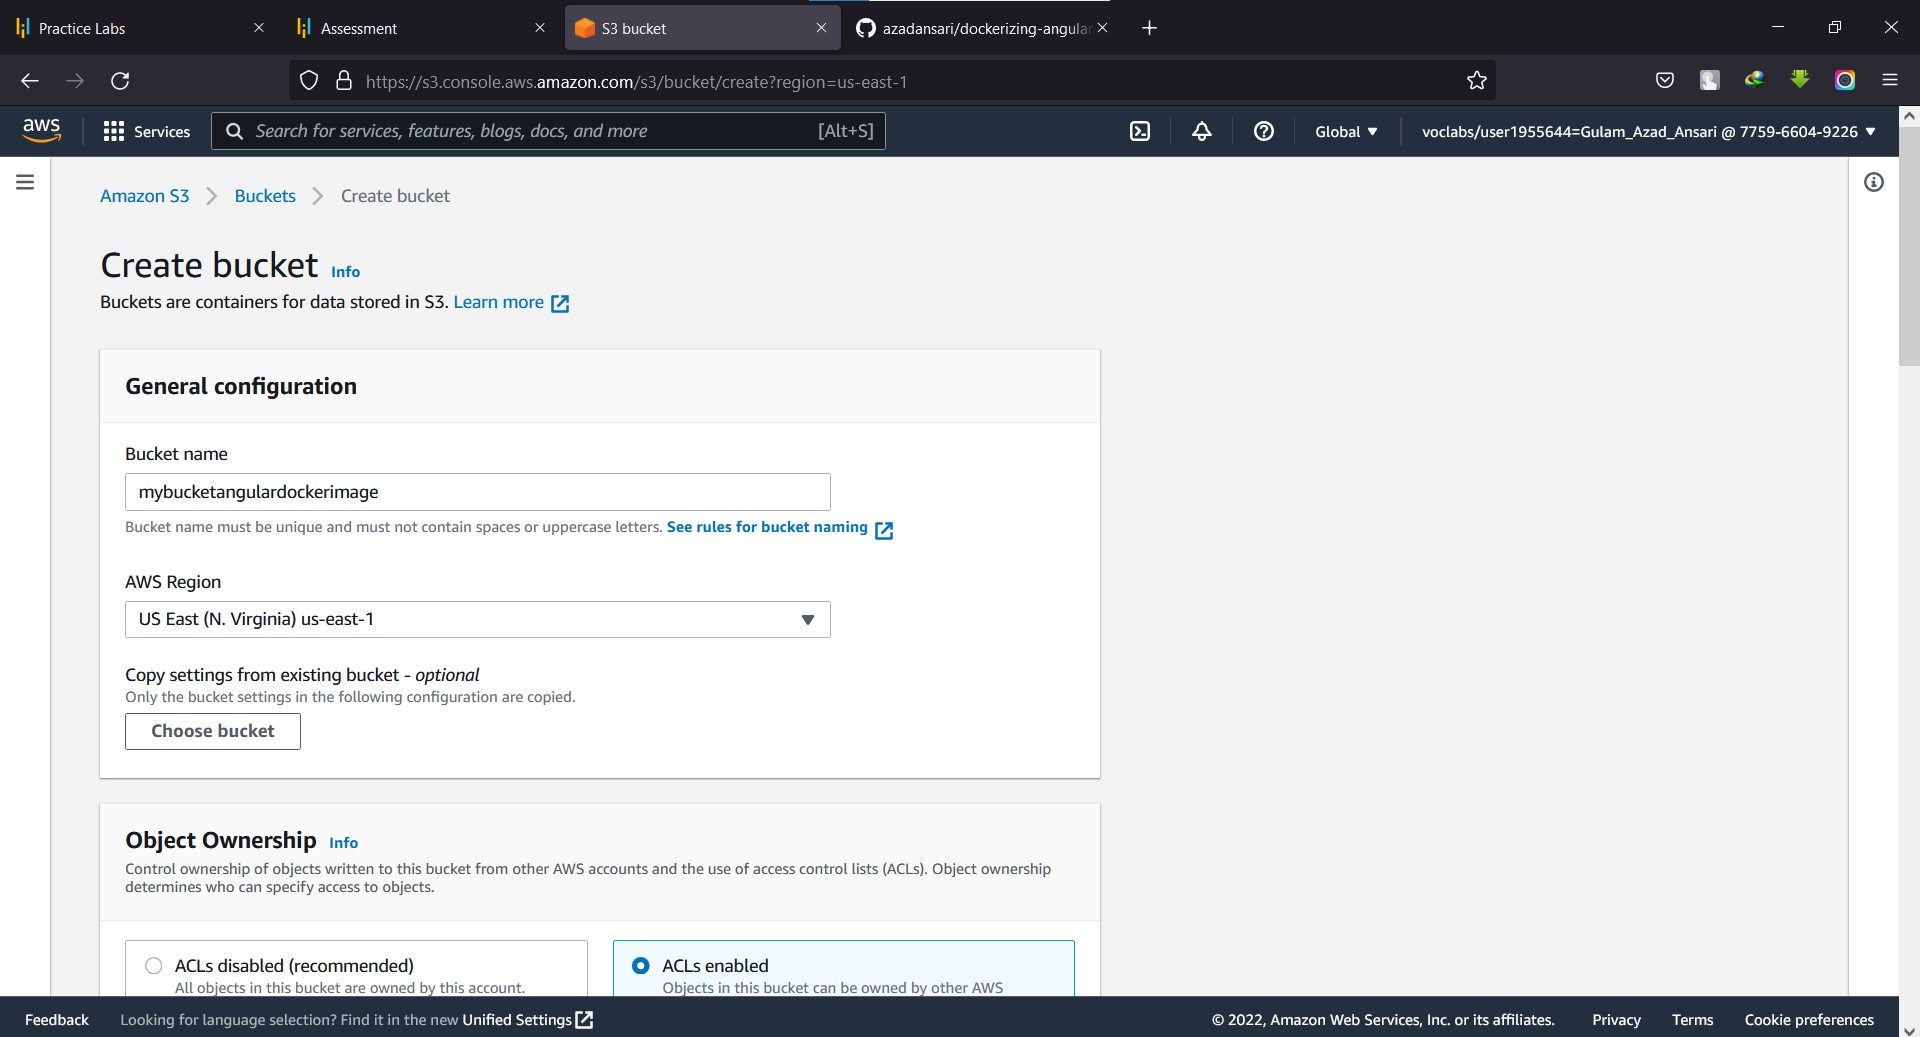 Practice Labs
Assessment
S3 bucket
azadansari/dockerizing-angular
https://s3.console.aws.amazon.com/s3/bucket/create?region=us-east-1
aws
Services
Search for services, features, blogs, docs, and more
[Alt+S]
Global
voclabs/user1955644=Gulam_Azad_Ansari @ 7759-6604-9226
Amazon S3
Buckets
Create bucket
Create bucket Info
Buckets are containers for data stored in S3. Learn more
General configuration
Bucket name
mybucketangulardockerimage
Bucket name must be unique and must not contain spaces or uppercase letters. See rules for bucket naming
AWS Region
US East (N. Virginia) us-east-1
Copy settings from existing bucket - optional
Only the bucket settings in the following configuration are copied.
Choose bucket
Object Ownership Info
Control ownership of objects written to this bucket from other AWS accounts and the use of access control lists (ACLs). Object ownership
determines who can specify access to objects.
ACLs disabled (recommended)
All objects in this bucket are owned by this account.
ACLs enabled
Objects in this bucket can be owned by other AWS
Feedback
Looking for language selection? Find it in the new Unified Settings
© 2022, Amazon Web Services, Inc. or its affiliates.
Privacy
Terms
Cookie preferences